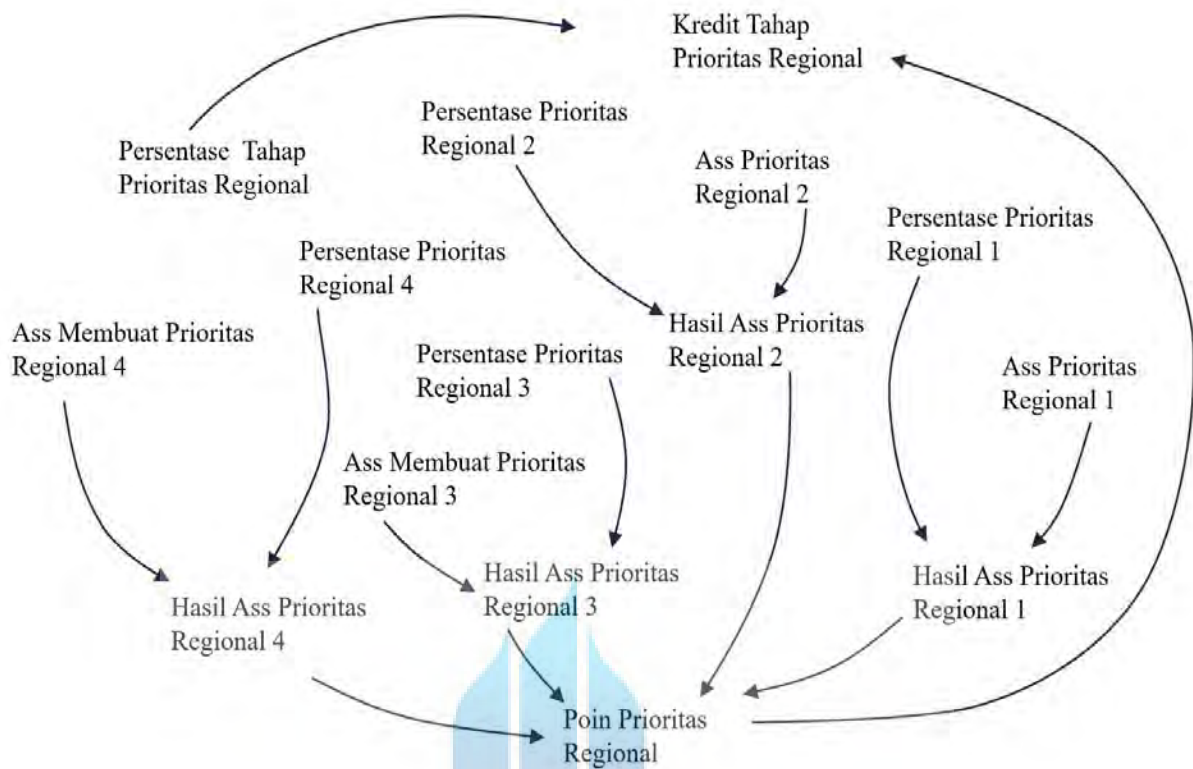 Kredit Tahap
Prioritas Regional
Persentase Prioritas
Regional 2
Persentase Tahap
Prioritas Regional
Ass Prioritas
Regional 2
Persentase Prioritas
Regional 1
Persentase Prioritas
Regional 4
Ass Membuat Prioritas
Regional 4
Hasil Ass Prioritas
Regional 2
Persentase Prioritas
Regional 3
Ass Prioritas
Regional 1
Ass Membuat Prioritas
Regional 3
Hasil Ass Prioritas
Regional 3
Hasil Ass Prioritas
Regional 1
Hasil Ass Prioritas
Regional 4
Poin Prioritas
Regional